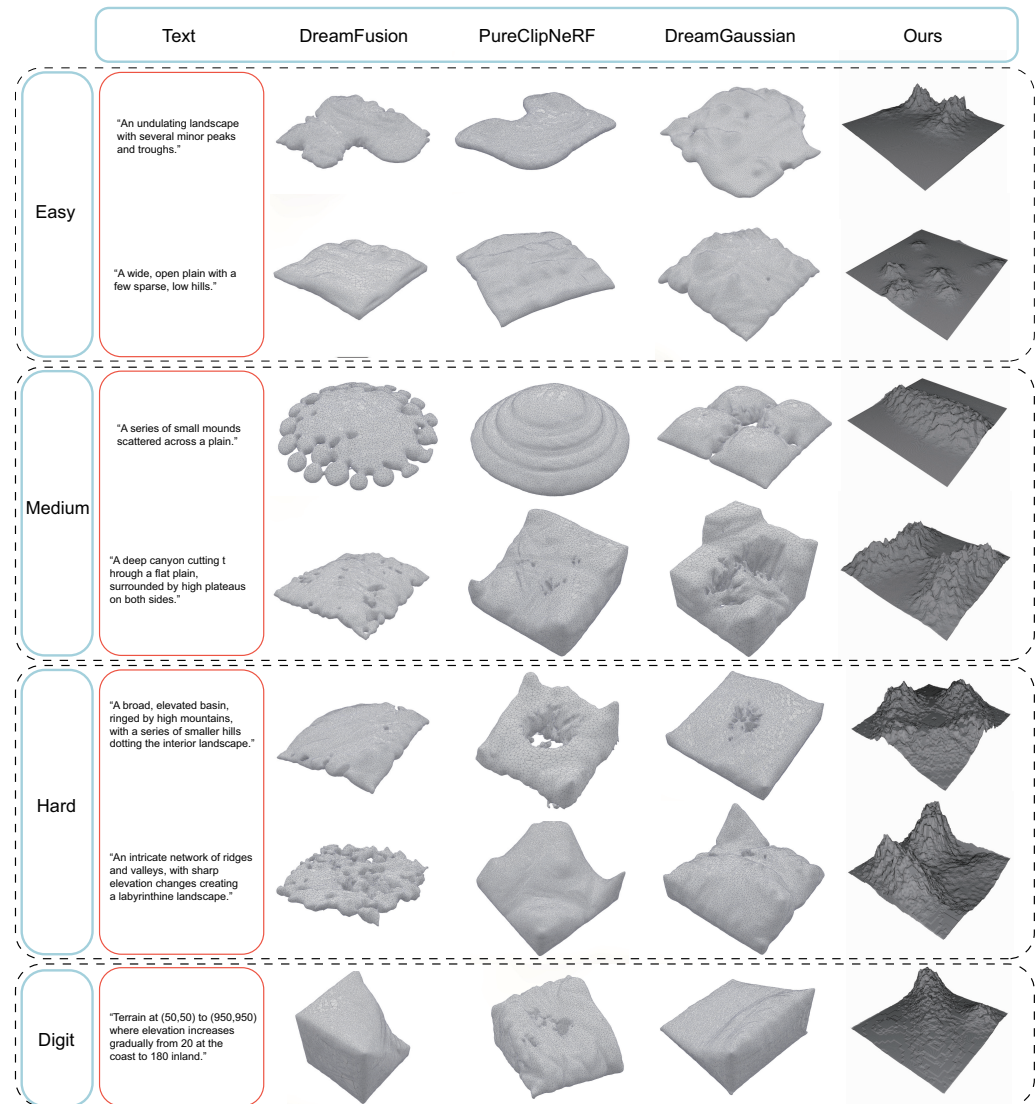 Text
DreamFusion
PureClipNeRF
DreamGaussian
Ours
Easy
“An undulating landscape
with several minor peaks
and troughs.”
“A wide, open plain with a
few sparse, low hills.”
Medium
“A series of small mounds
scattered across a plain.”
“A deep canyon cutting t
hrough a flat plain,
surrounded by high plateaus
on both sides.”
Hard
“A broad, elevated basin,
ringed by high mountains,
with a series of smaller hills
dotting the interior landscape.”
“An intricate network of ridges
and valleys, with sharp
elevation changes creating
a labyrinthine landscape.”
Digit
“Terrain at (50,50) to (950,950)
where elevation increases
gradually from 20 at the
coast to 180 inland.”